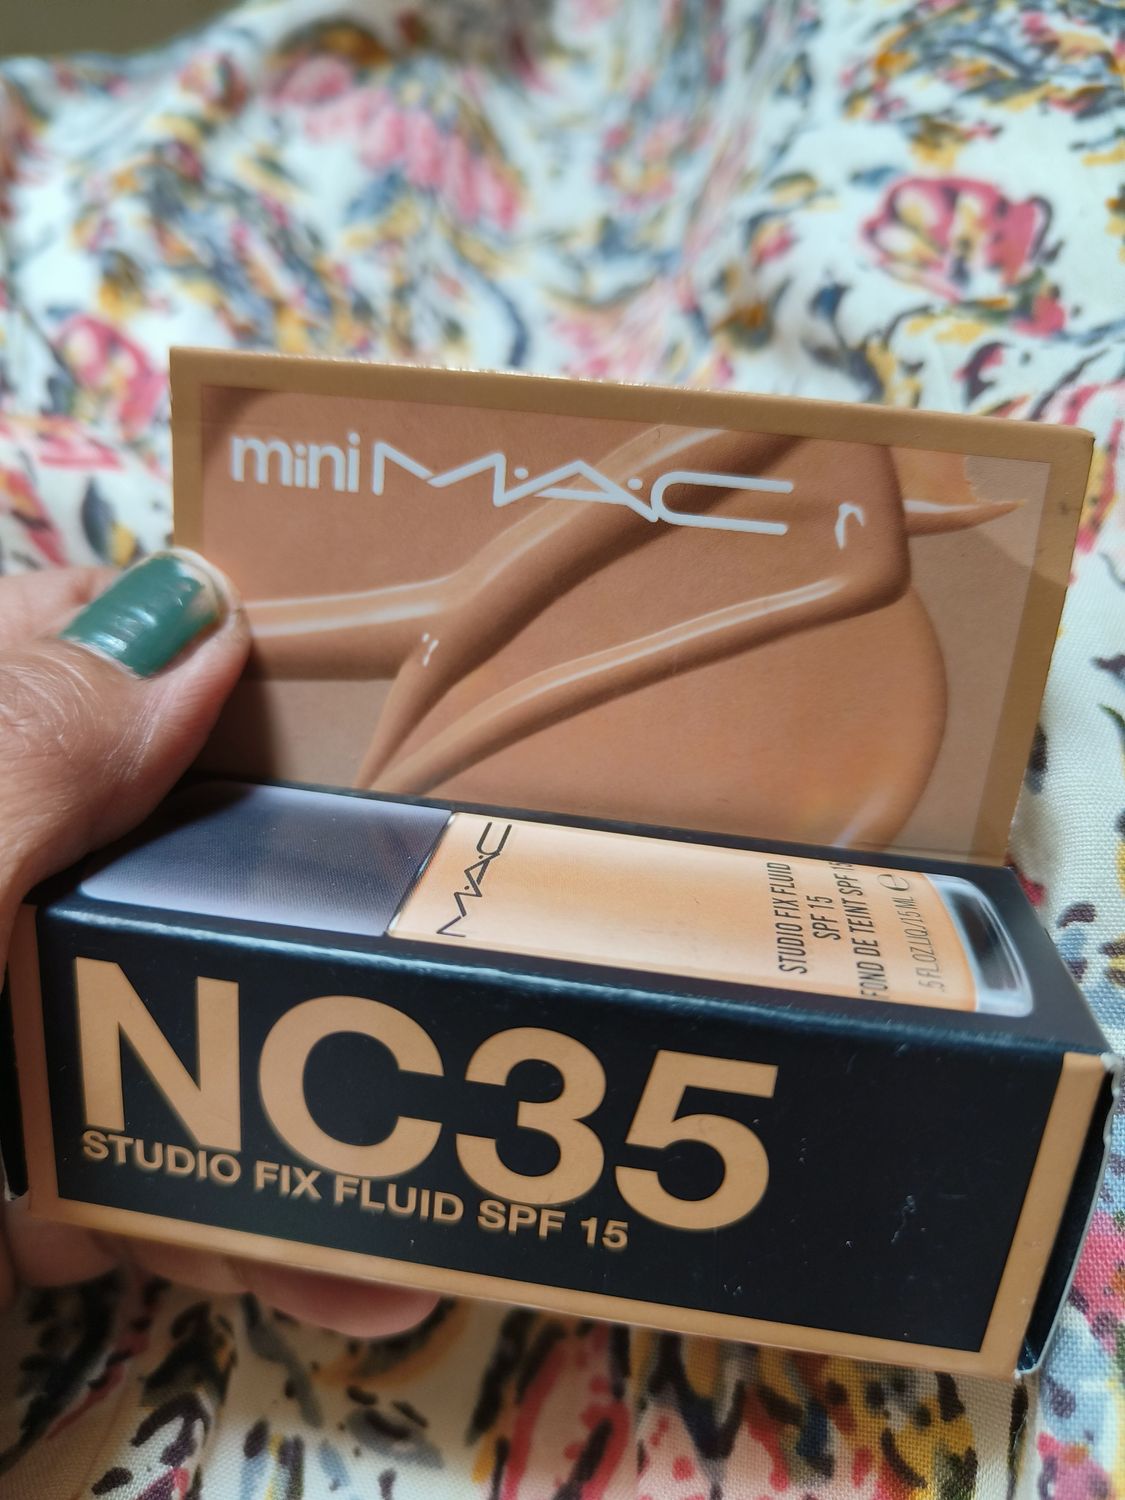 mini M·A·C
M·A·C
STUDIO FIX FLUID
SPF 15
FOND DE TEINT SPF 15
.5 FL.OZ.LIQ./15 ML e
NC35
STUDIO FIX FLUID SPF 15